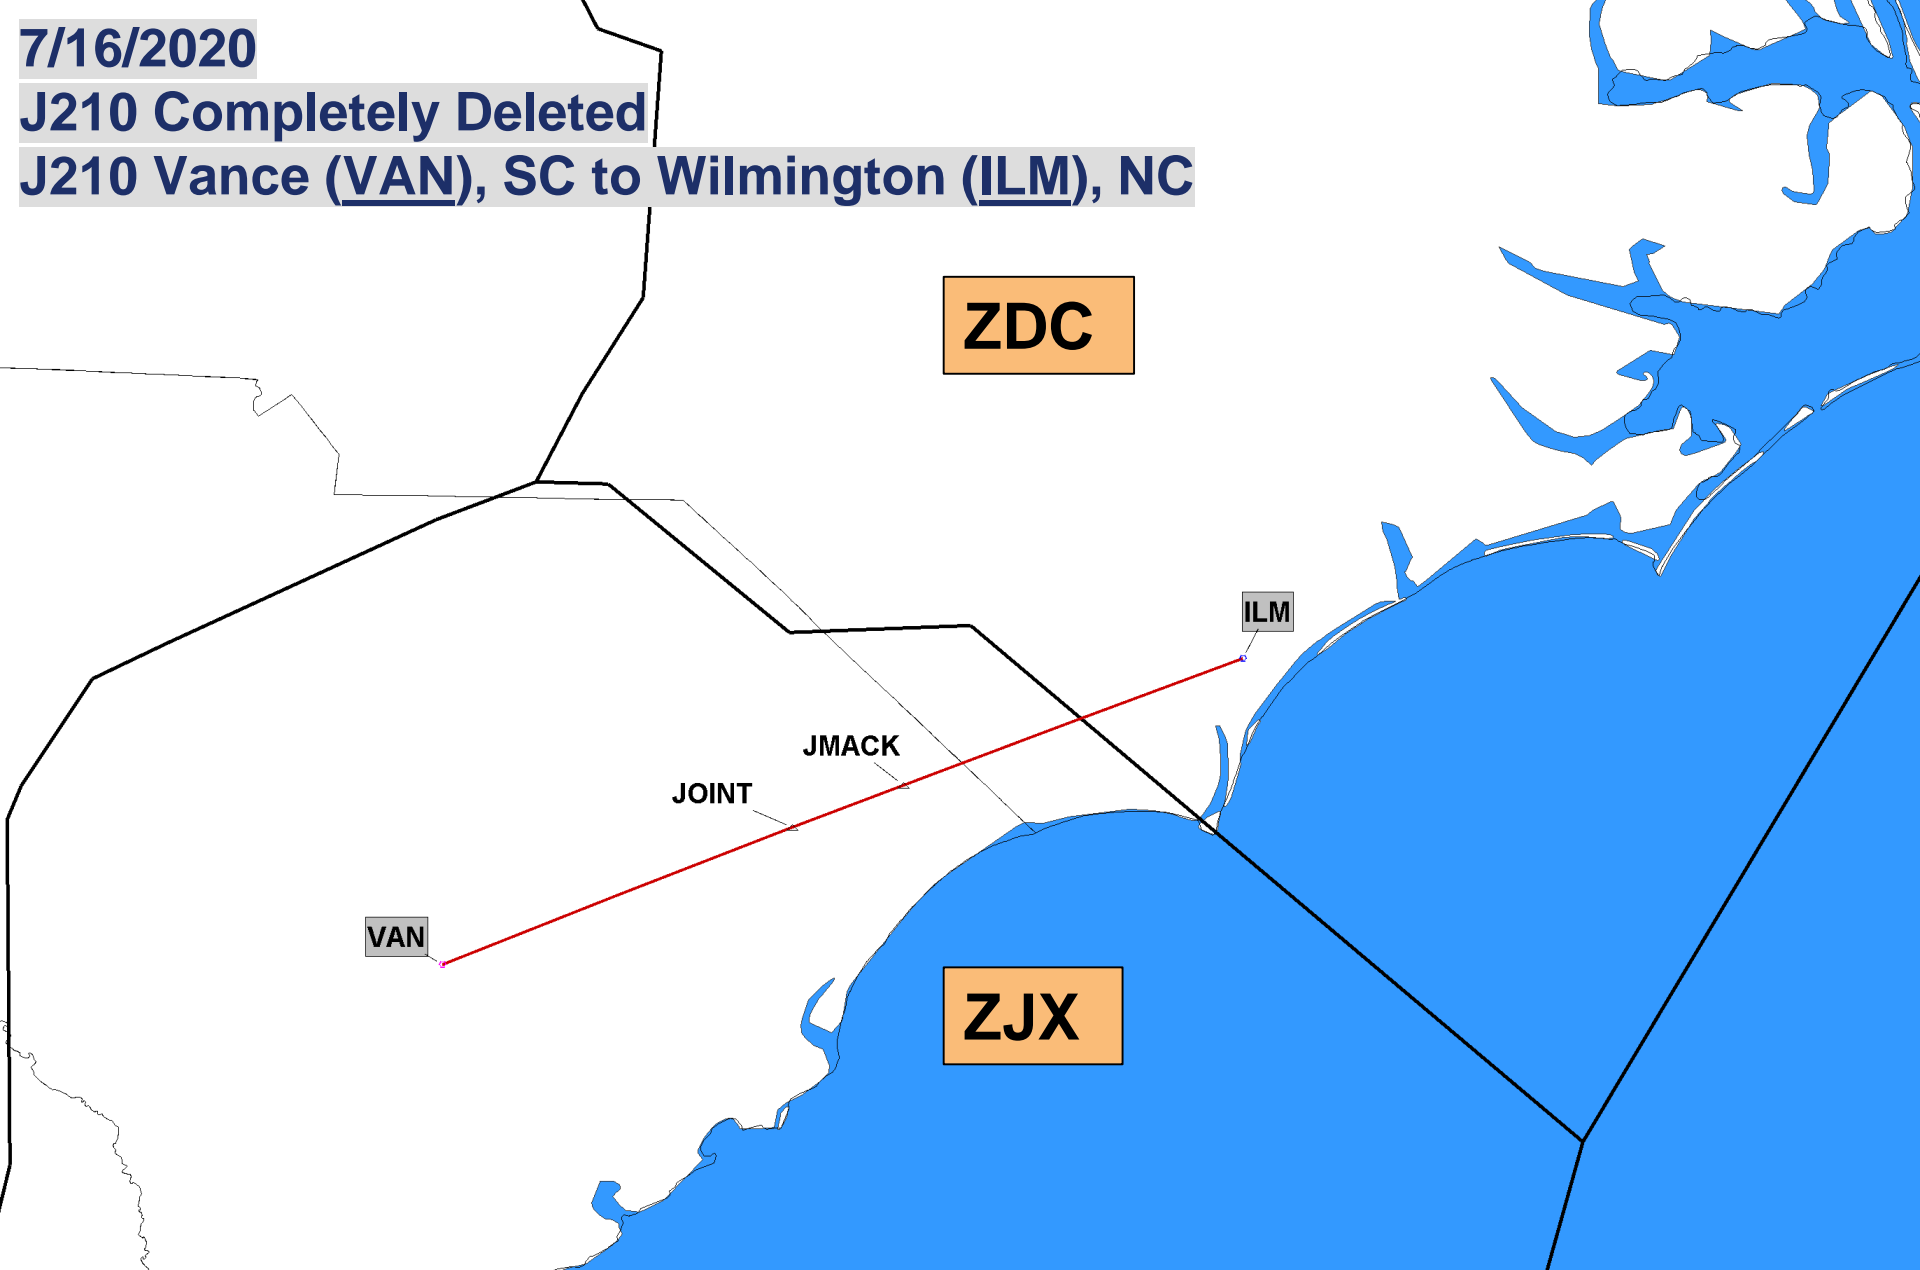 7/16/2020
J210 Completely Deleted
J210 Vance (VAN), SC to Wilmington (ILM), NC
ZDC
ILM
JMACK
JOINT
VAN
ZJX